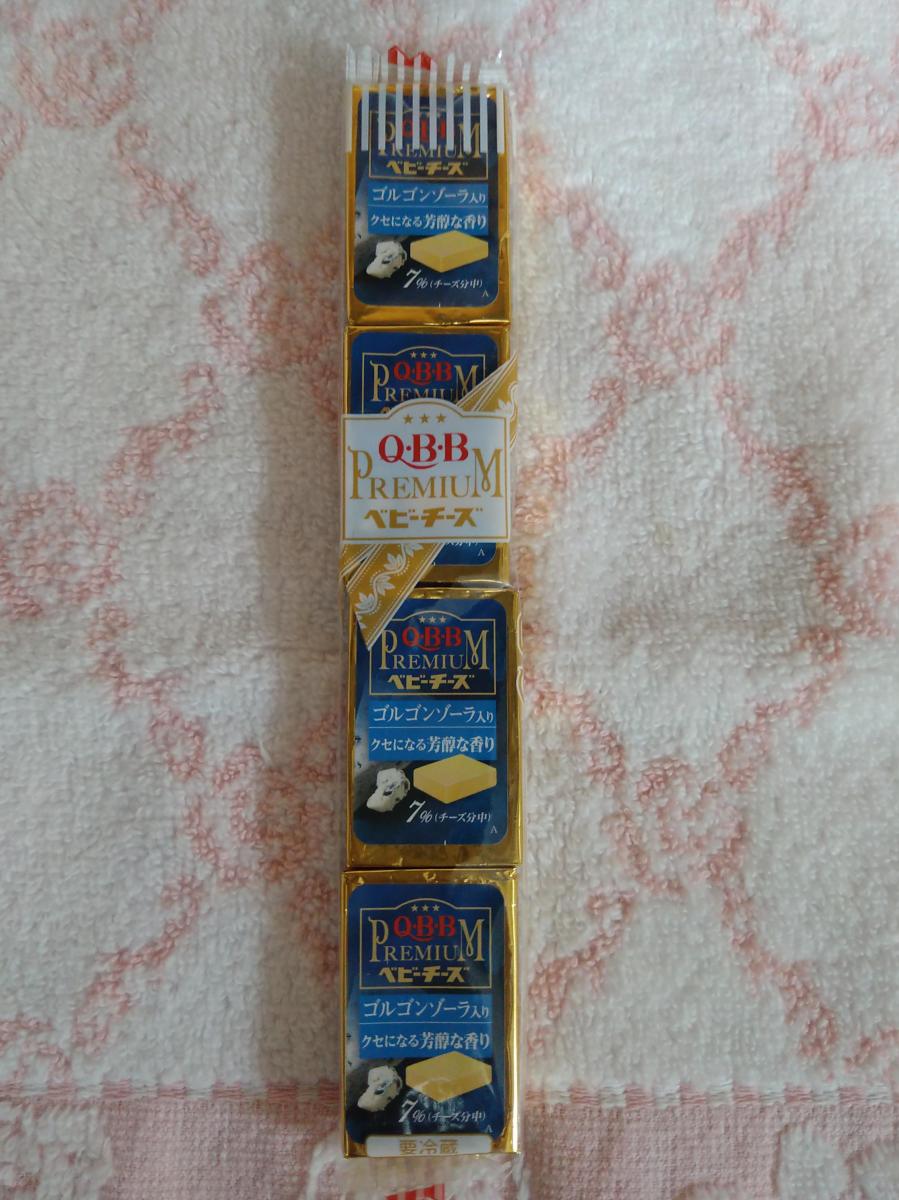 Q·B·B
PREMIUM
ベビーチーズ
ゴルゴンゾーラ入り
クセになる芳醇な香り
7%(チーズ分中)
A
Q·B·B
PREMIUM
Q·B·B
PREMIUM
ベビーチーズ
A
Q·B·B
PREMIUM
ベビーチーズ
ゴルゴンゾーラ入り
クセになる芳醇な香り
7%(チーズ分中)
A
Q·B·B
PREMIUM
ベビーチーズ
ゴルゴンゾーラ入り
クセになる芳醇な香り
7%(チーズ分中)
A
要冷蔵